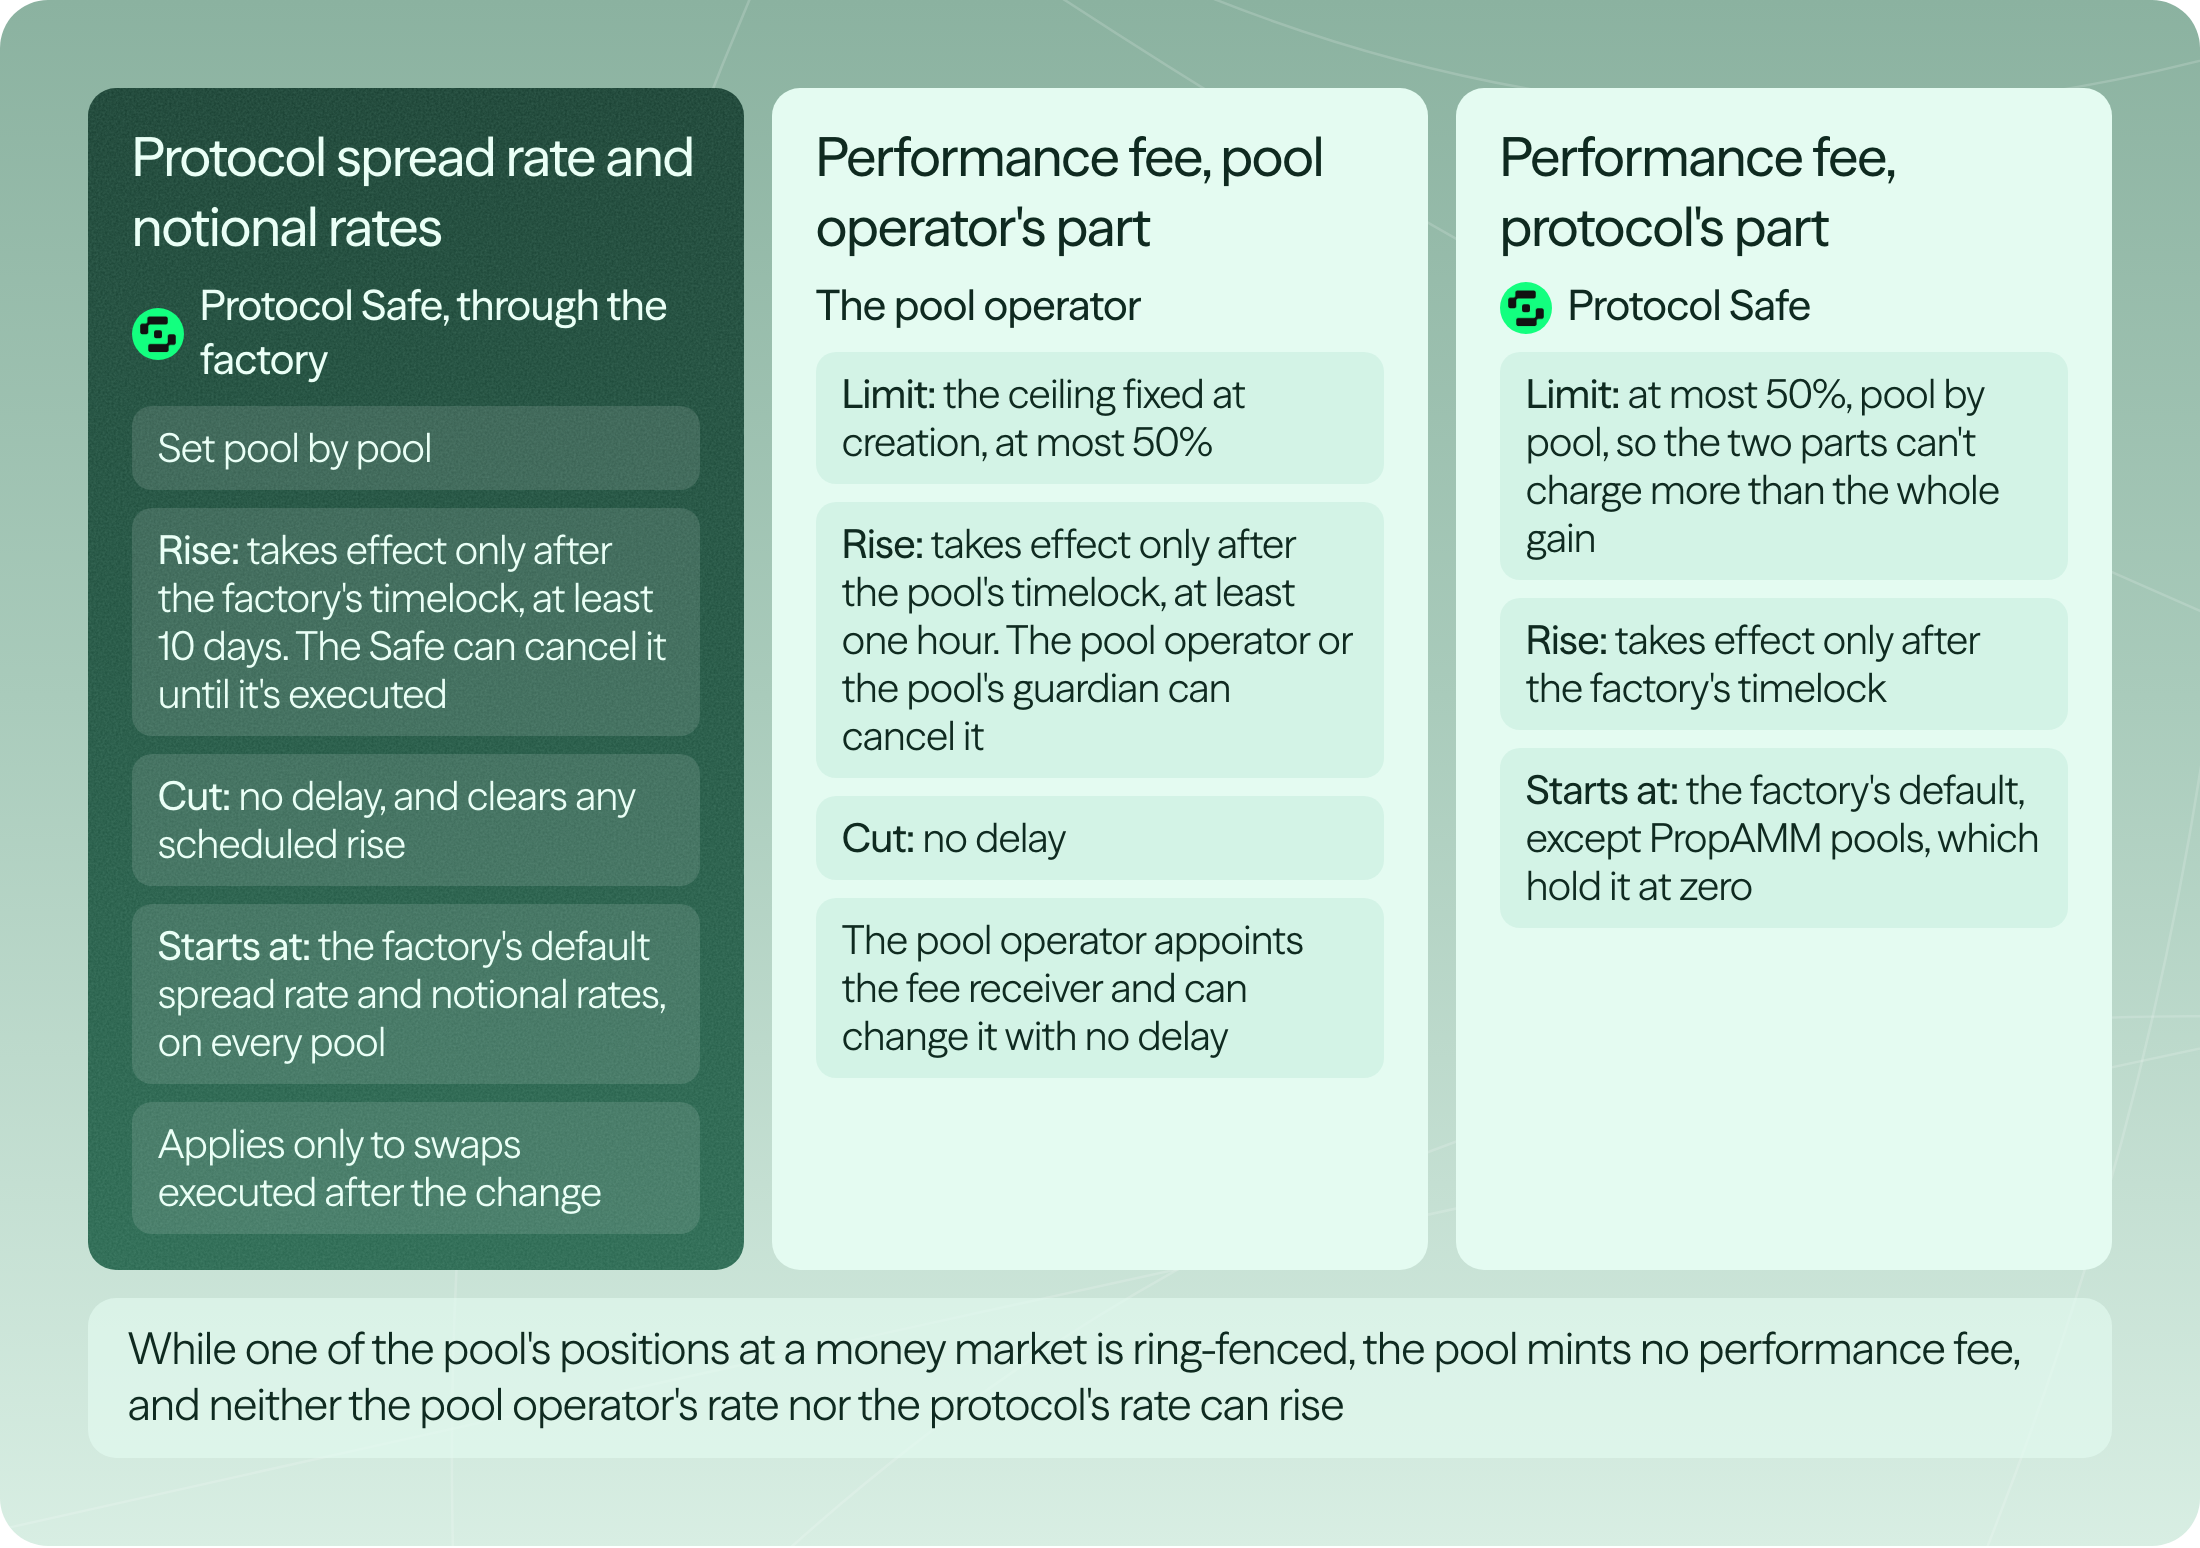 Protocol spread rate and
notional rates
Protocol Safe, through the
factory
Set pool by pool
Rise: takes effect only after
the factory's timelock, at least
10 days. The Safe can cancel it
until it's executed
Cut: no delay, and clears any
scheduled rise
Starts at: the factory's default
spread rate and notional rates,
on every pool
Applies only to swaps
executed after the change
Performance fee, pool
operator's part
The pool operator
Limit: the ceiling fixed at
creation, at most 50%
Rise: takes effect only after
the pool's timelock, at least
one hour. The pool operator or
the pool's guardian can
cancel it
Cut: no delay
The pool operator appoints
the fee receiver and can
change it with no delay
Performance fee,
protocol's part
Protocol Safe
Limit: at most 50%, pool by
pool, so the two parts can't
charge more than the whole
gain
Rise: takes effect only after
the factory's timelock
Starts at: the factory's default,
except PropAMM pools, which
hold it at zero
While one of the pool's positions at a money market is ring-fenced, the pool mints no performance fee,
and neither the pool operator's rate nor the protocol's rate can rise